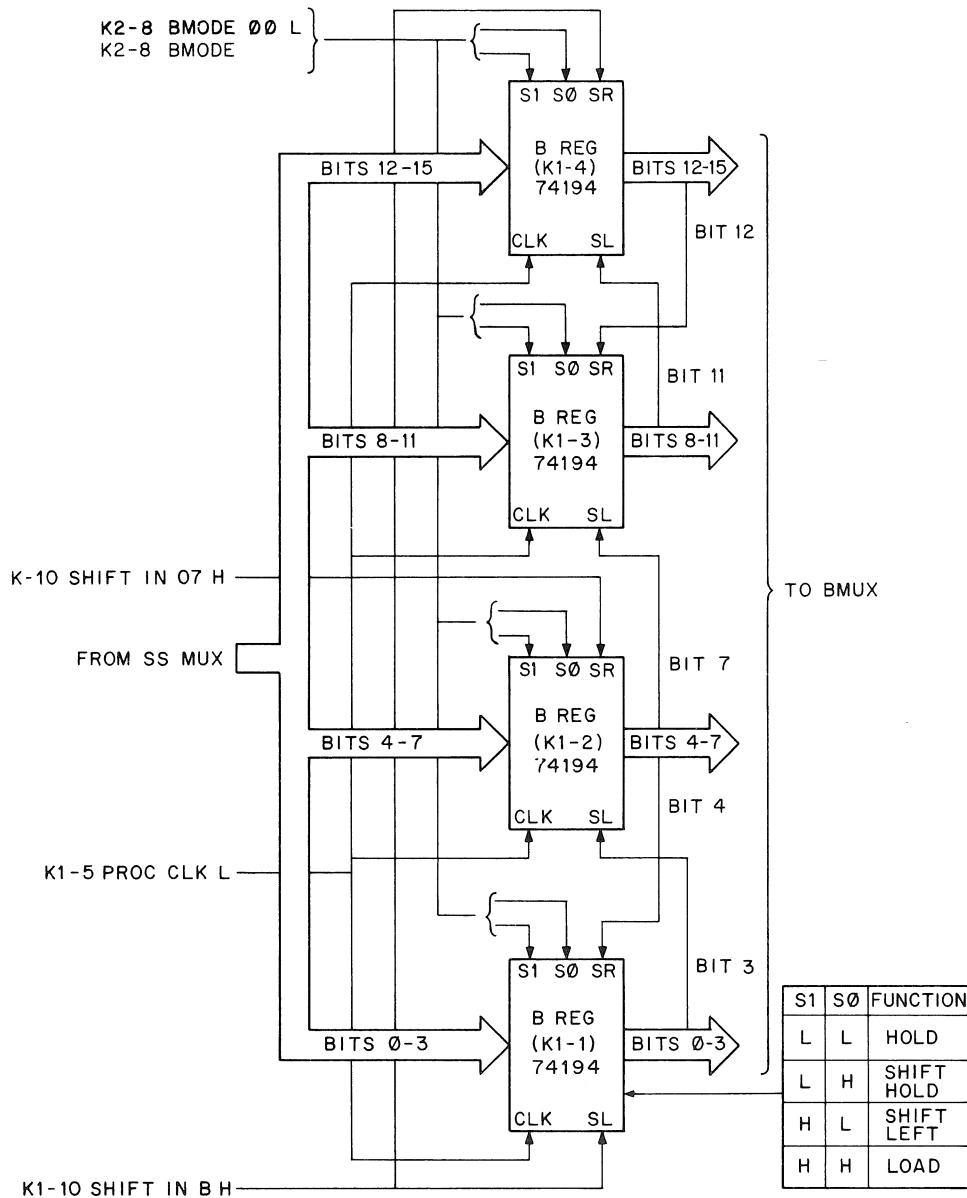 K2-8 BMODE ØØ L
K2-8 BMODE
S1 SØ SR
B REG
(K1-4)
74194
CLK SL
BITS 12-15
BITS 12-15
BIT 12
S1 SØ SR
B REG
(K1-3)
74194
CLK SL
BITS 8-11
BITS 8-11
BIT 11
K-10 SHIFT IN 07 H
FROM SS MUX
TO BMUX
S1 SØ SR
B REG
(K1-2)
74194
CLK SL
BITS 4-7
BITS 4-7
BIT 7
BIT 4
K1-5 PROC CLK L
S1 SØ SR
B REG
(K1-1)
74194
CLK SL
BITS Ø-3
BITS Ø-3
BIT 3
K1-10 SHIFT IN B H
S1 SØ FUNCTION
L L HOLD
L H SHIFT
HOLD
H L SHIFT
LEFT
H H LOAD